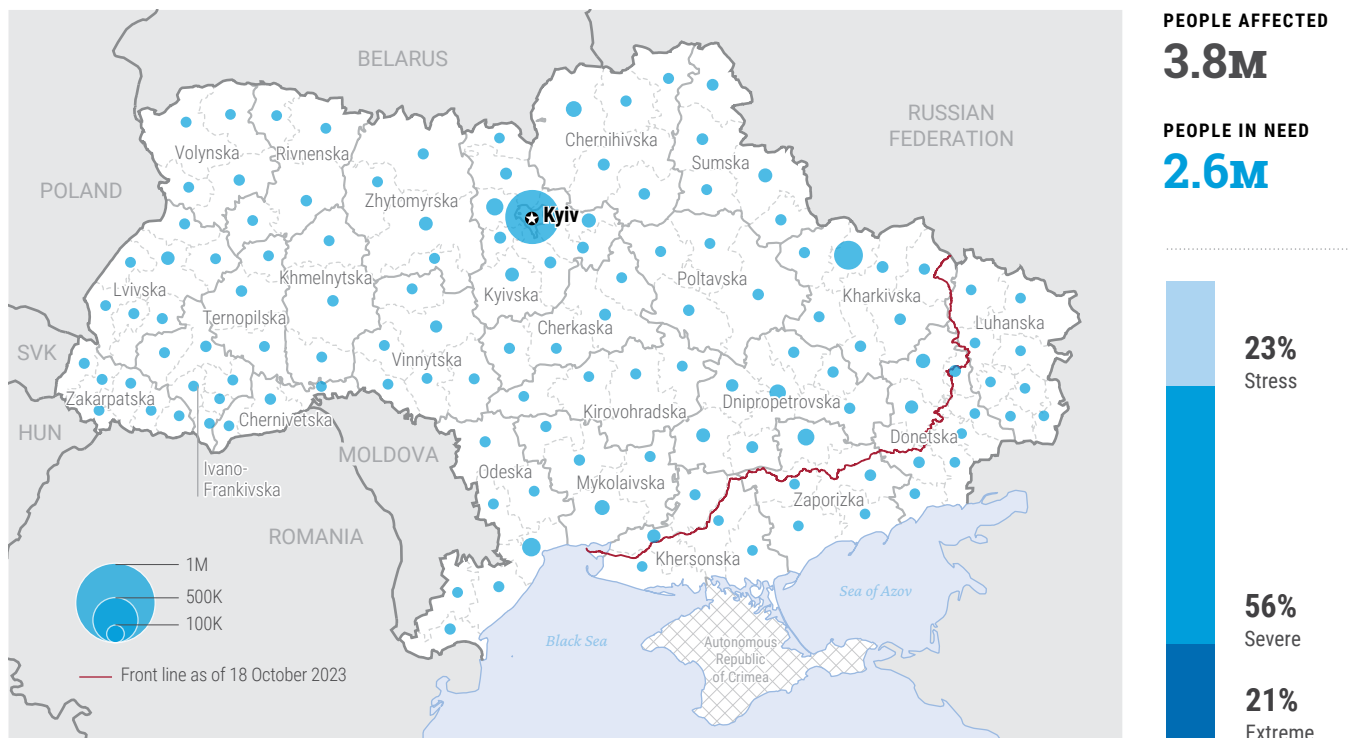 BELARUS
RUSSIAN
FEDERATION
POLAND
SVK
HUN
MOLDOVA
ROMANIA
Volynska
Rivnenska
Zhytomyrska
Chernihivska
Sumska
Kyiv
Lvivska
Ternopilska
Khmelnytska
Kyivska
Poltavska
Kharkivska
Luhanska
Cherkaska
Vinnytska
Zakarpatska
Chernivetska
Ivano-
Frankivska
Kirovohradska
Dnipropetrovska
Donetska
Odeska
Mykolaivska
Zaporizka
Khersonska
Sea of Azov
Black Sea
Autonomous
Republic
of Crimea
1M
500K
100K
Front line as of 18 October 2023
PEOPLE AFFECTED
3.8M
PEOPLE IN NEED
2.6M
23%
Stress
56%
Severe
21%
Extreme